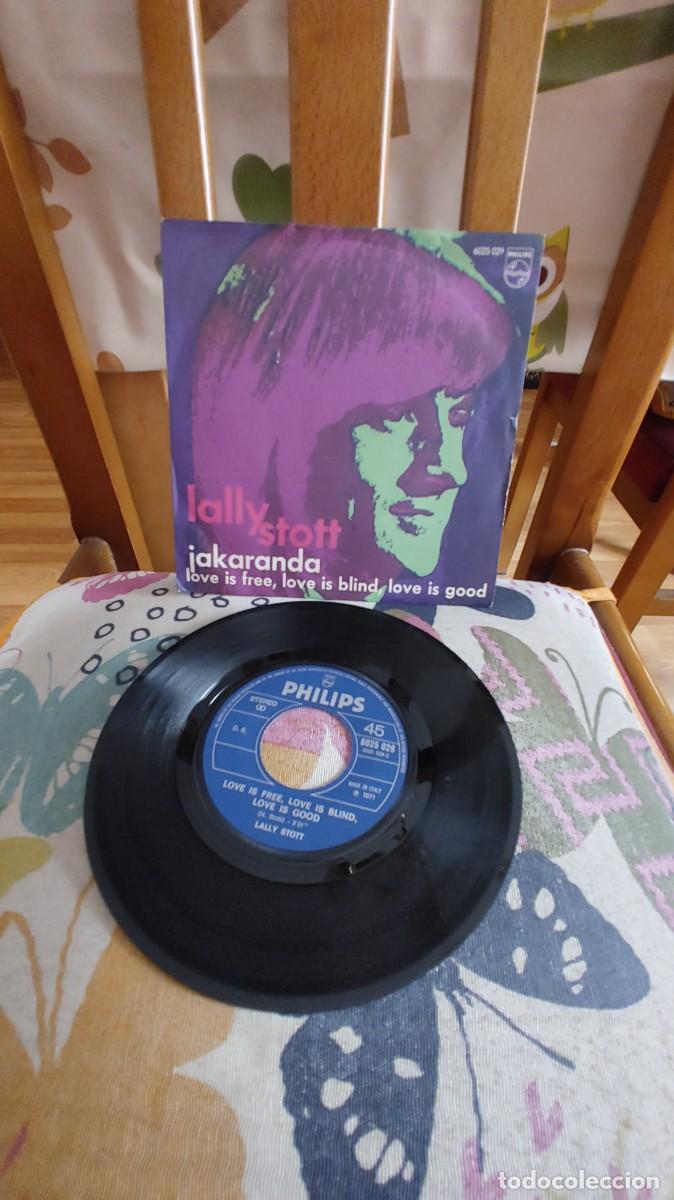 6025 029
PHILIPS
lally
stott
jakaranda
love is free, love is blind, love is good
PHILIPS
STEREO
45
D. R.
6025 029
MADE IN ITALY
℗ 1971
LOVE IS FREE, LOVE IS BLIND,
LOVE IS GOOD
LALLY STOTT
todocoleccion